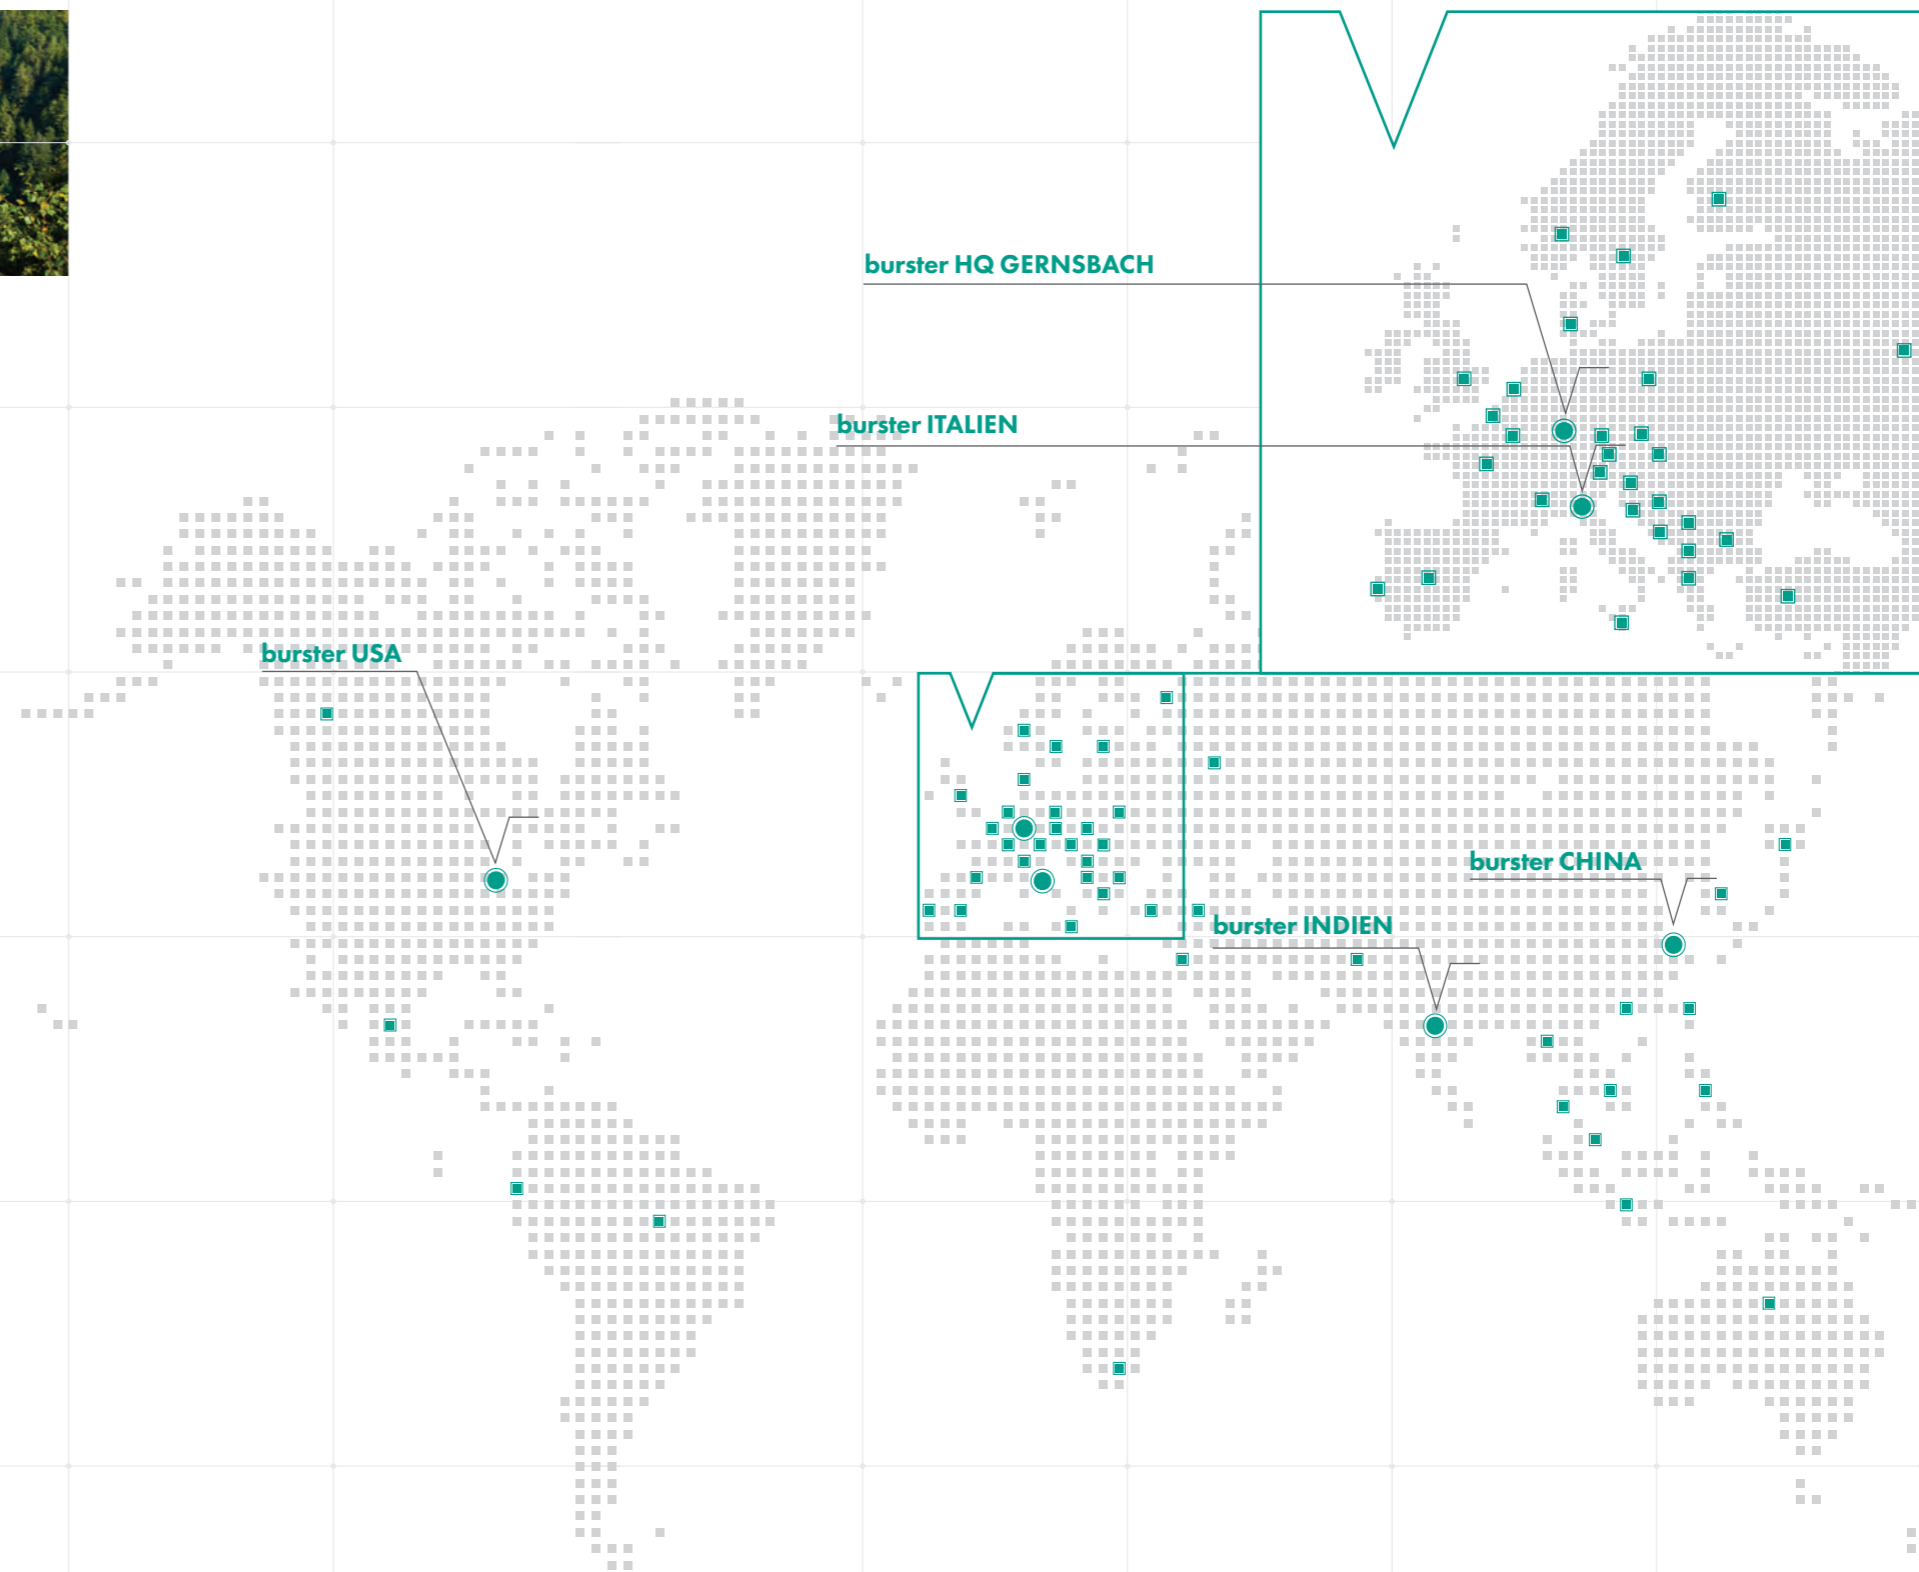 burster HQ GERNSBACH
burster ITALIEN
burster USA
burster CHINA
burster INDIEN